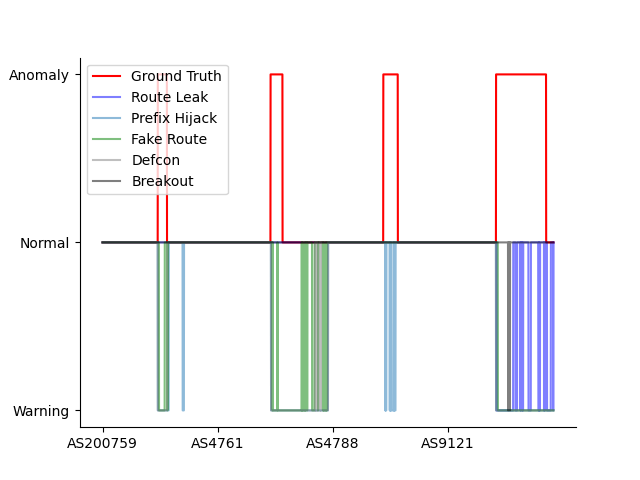 Anomaly
Normal
Warning
Ground Truth
Route Leak
Prefix Hijack
Fake Route
Defcon
Breakout
AS200759 AS4761 AS4788 AS9121